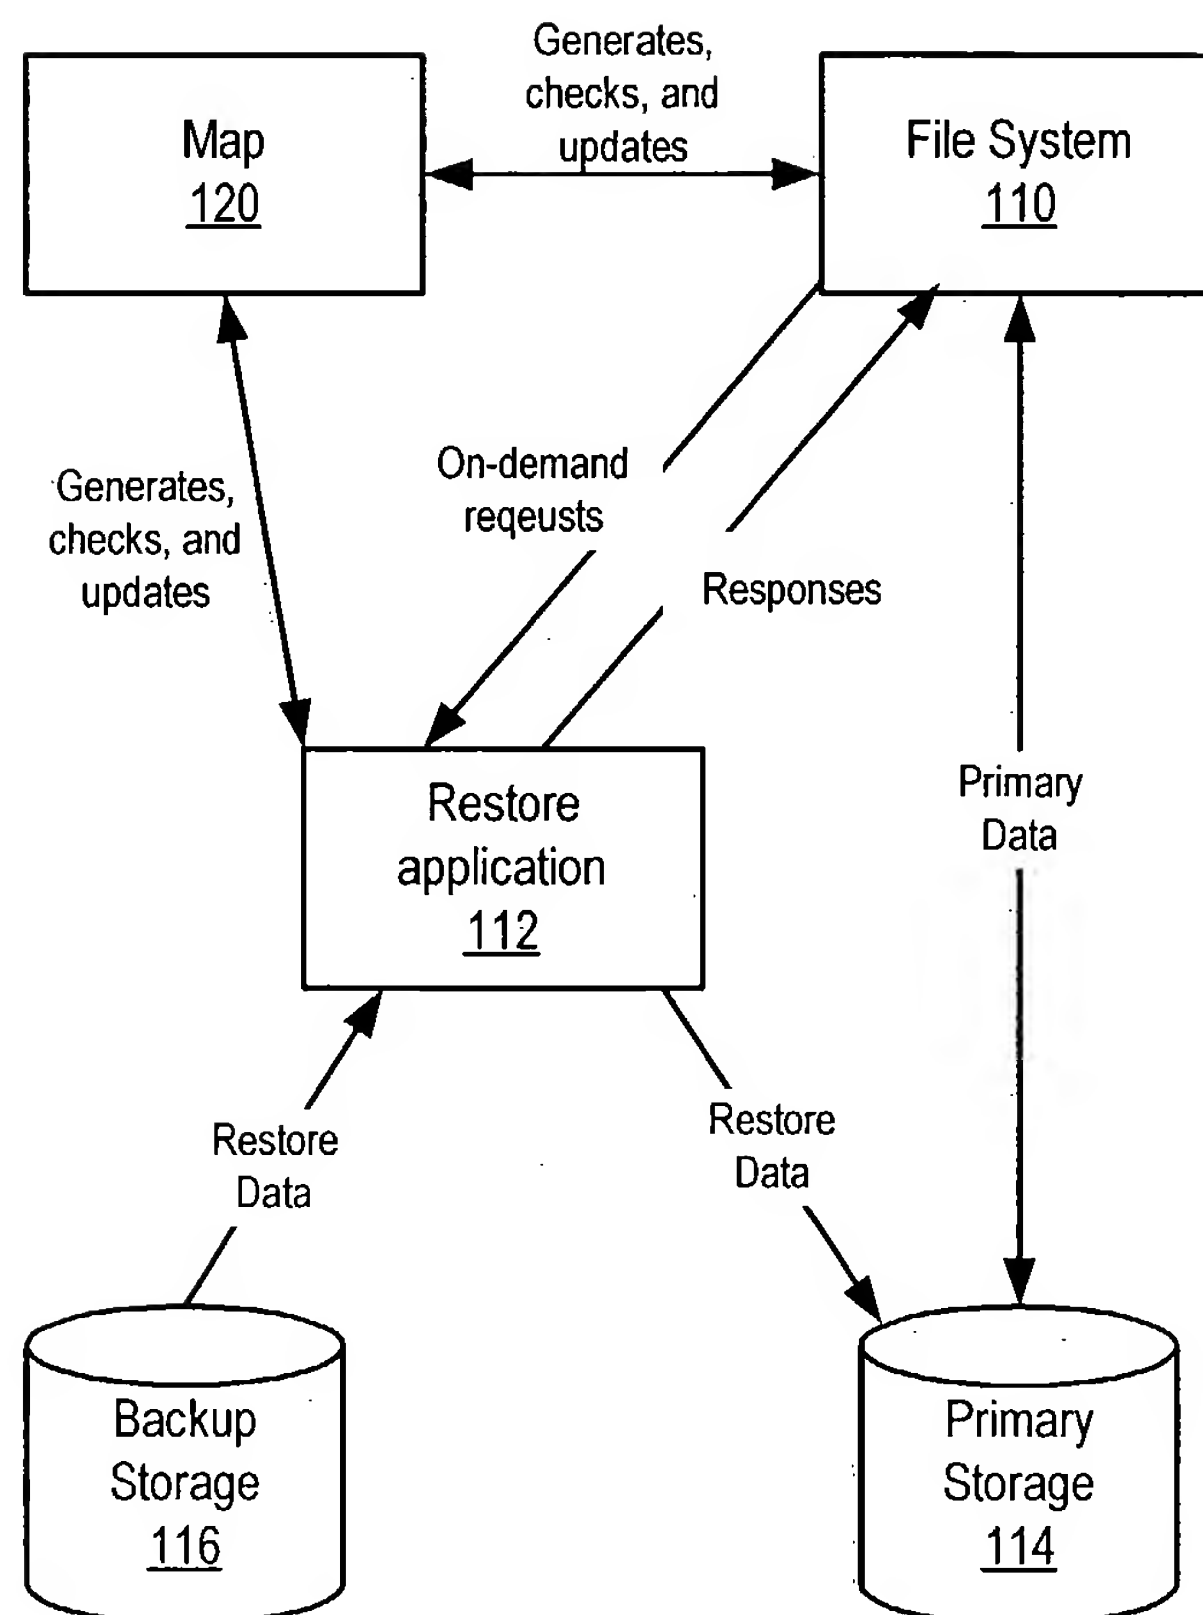 Generates,
checks, and
updates
Map
120
File System
110
On-demand
reqeusts
Generates,
checks, and
updates
Responses
Restore
application
112
Primary
Data
Restore
Data
Restore
Data
Backup
Storage
116
Primary
Storage
114